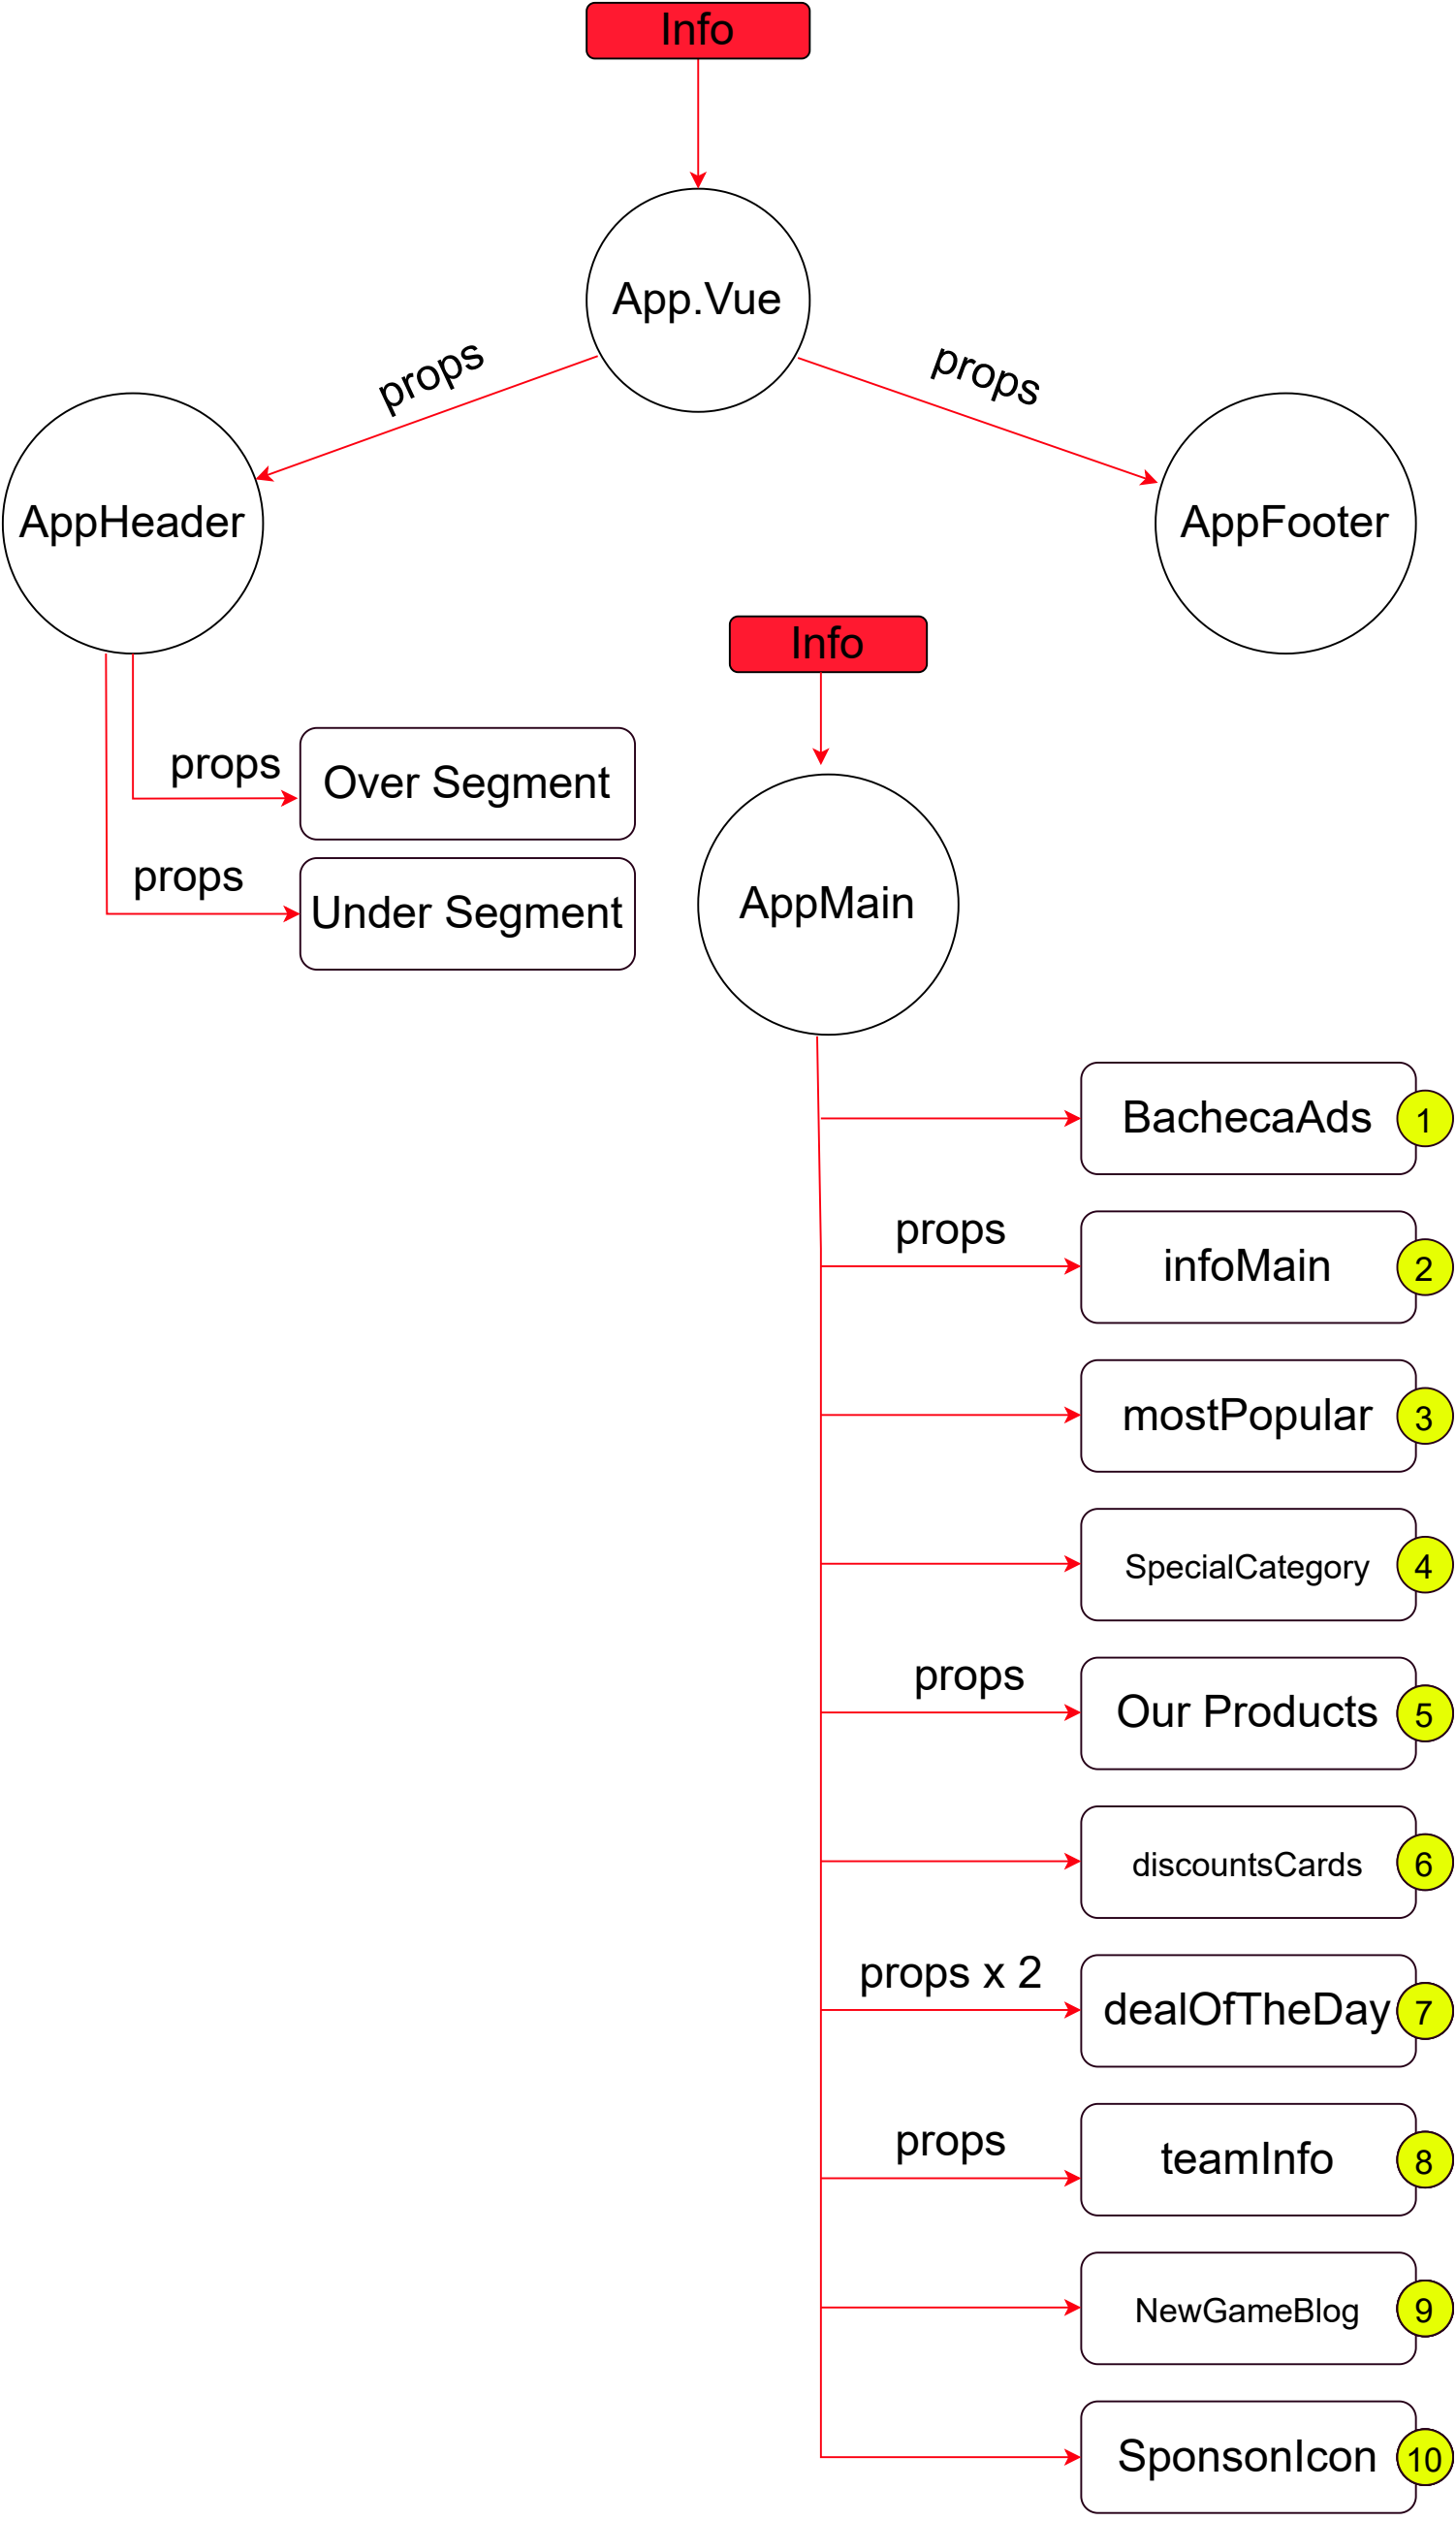 Info
App.Vue
props
props
AppHeader
AppFooter
Info
props
Over Segment
props
Under Segment
AppMain
BachecaAds
1
props
infoMain
2
mostPopular
3
SpecialCategory
4
props
Our Products
5
discountsCards
6
props x 2
dealOfTheDay
7
props
teamInfo
8
NewGameBlog
9
SponsonIcon
10